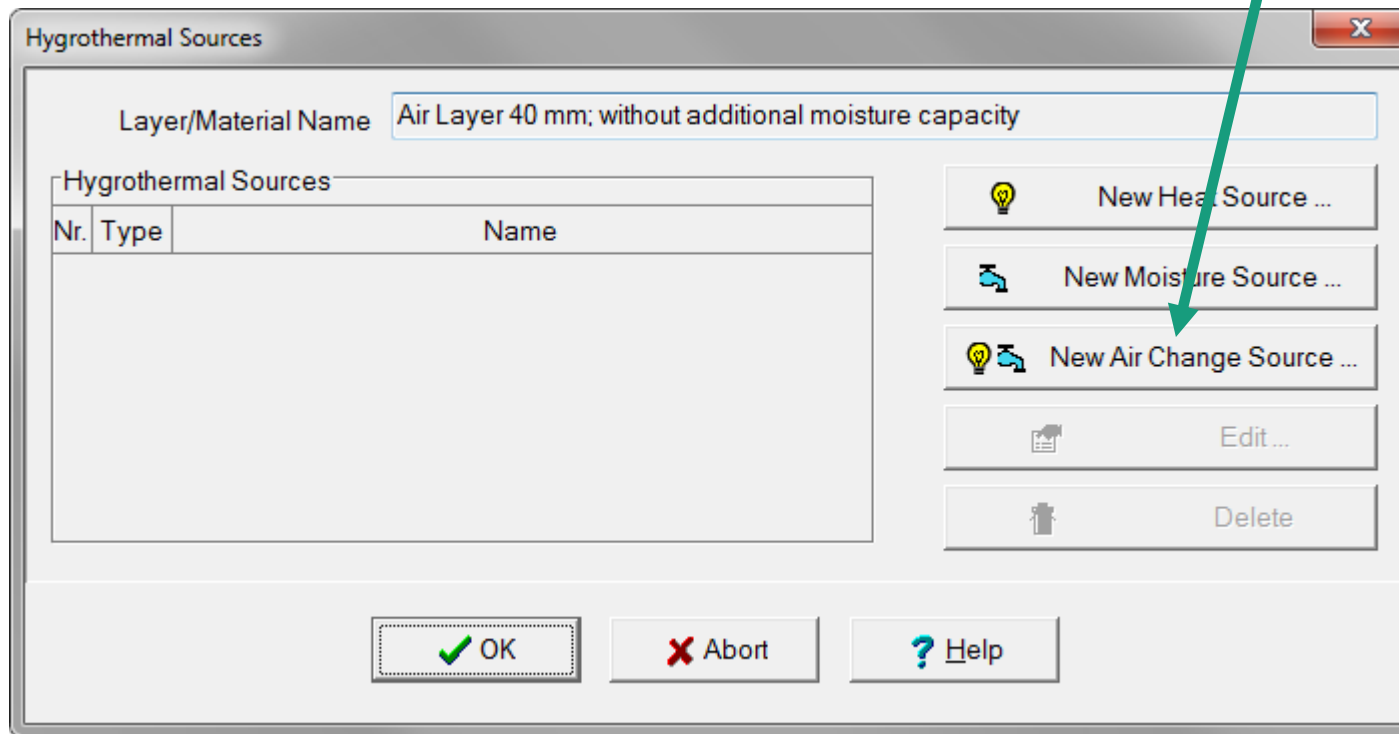 Hygrothermal Sources
Layer/Material Name Air Layer 40 mm; without additional moisture capacity
Hygrothermal Sources
Nr. Type Name
New Heat Source ...
New Moisture Source ...
New Air Change Source ...
Edit ...
Delete
OK Abort Help